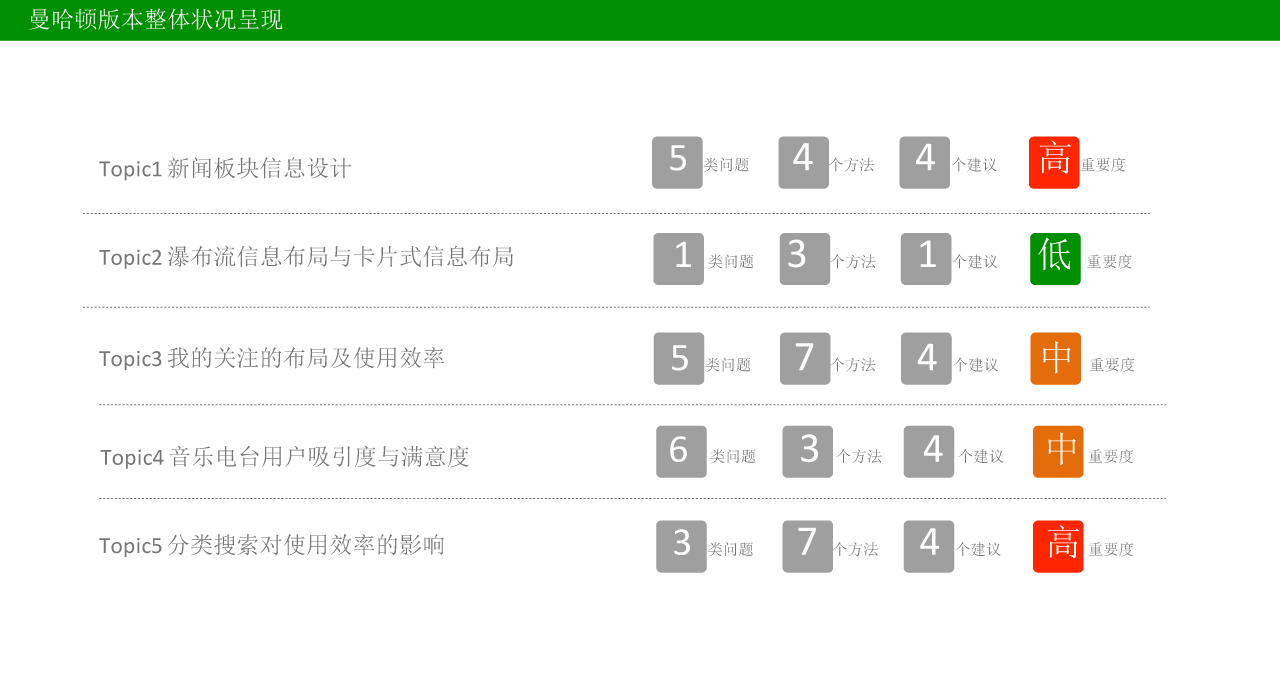 曼哈顿版本整体状况呈现
Topic1 新闻板块信息设计 5 类问题 4 个方法 4 个建议 高 重要度
Topic2 瀑布流信息布局与卡片式信息布局 1 类问题 3 个方法 1 个建议 低 重要度
Topic3 我的关注的布局及使用效率 5 类问题 7 个方法 4 个建议 中 重要度
Topic4 音乐电台用户吸引度与满意度 6 类问题 3 个方法 4 个建议 中 重要度
Topic5 分类搜索对使用效率的影响 3 类问题 7 个方法 4 个建议 高 重要度